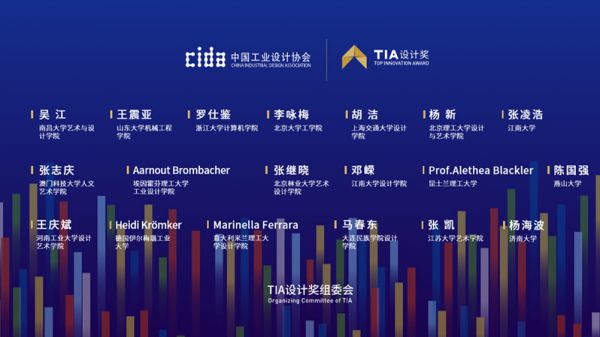 cida 中国工业设计协会 TIA设计奖
CHINA INDUSTRIAL DESIGN ASSOCIATION TOP INNOVATION AWARD
吴 江 王震亚 罗仕鉴 李咏梅 胡 洁 杨 新 张凌浩
南昌大学艺术与设 山东大学机械工程 浙江大学计算机学院 北京大学工学院 上海交通大学设计 北京理工大学设计 江南大学
计学院 学院 学院 与艺术学院
张志庆 Aarnout Brombacher 张继晓 邓嵘 Prof.Alethea Blackler 陈国强
澳门科技大学人文 埃因霍芬理工大学 北京林业大学艺术 江南大学设计学院 昆士兰理工大学 燕山大学
艺术学院 工业设计学院 设计学院
王庆斌 Heidi Krömker Marinella Ferrara 马春东 张 凯 杨海波
河南工业大学设计 德国伊尔梅瑙工业 意大利米兰理工大 大连民族学院设计 江苏大学艺术学院 济南大学
艺术学院 大学 学设计学院 学院
TIA设计奖组委会
Organizing Committee of TIA